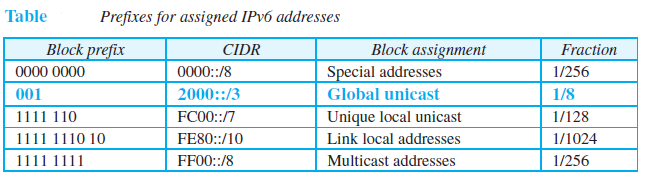 Table Prefixes for assigned IPv6 addresses
Block prefix CIDR Block assignment Fraction
0000 0000 0000::/8 Special addresses 1/256
001 2000::/3 Global unicast 1/8
1111 110 FC00::/7 Unique local unicast 1/128
1111 1110 10 FE80::/10 Link local addresses 1/1024
1111 1111 FF00::/8 Multicast addresses 1/256